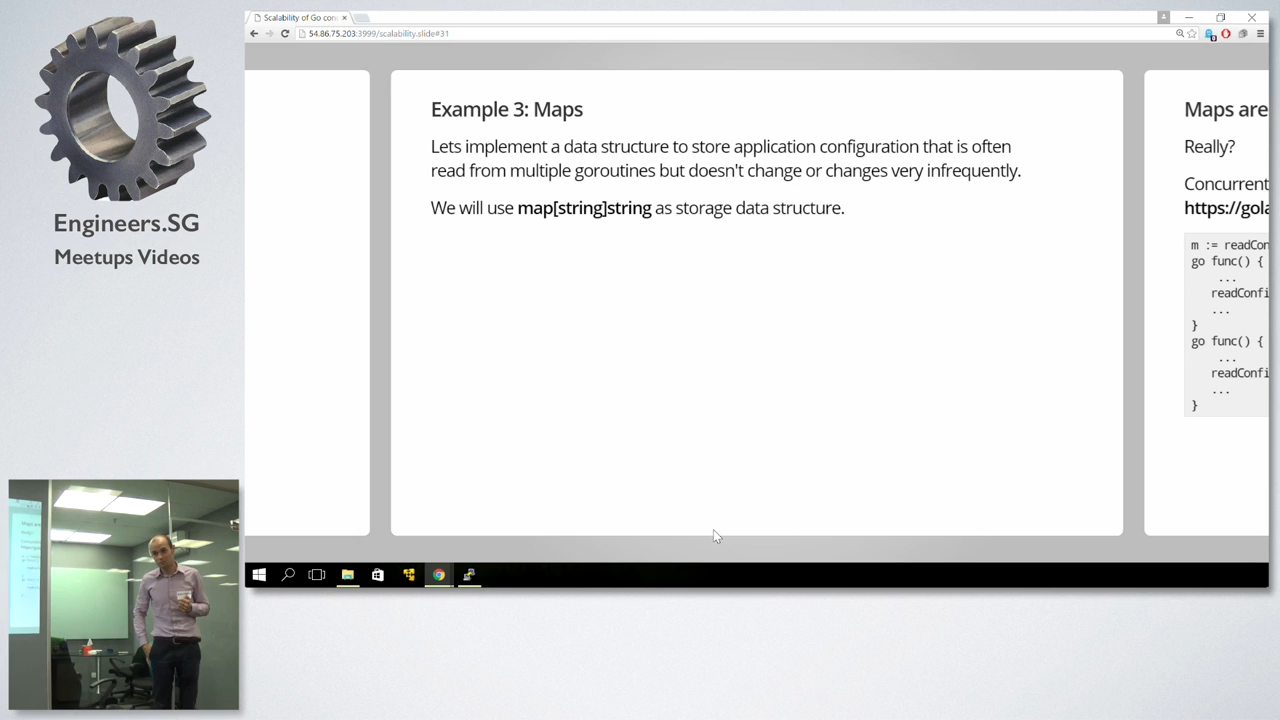 Scalability of Go con
54.86.75.203:3999/scalability.slide#31
Example 3: Maps
Lets implement a data structure to store application configuration that is often
read from multiple goroutines but doesn't change or changes very infrequently.
We will use map[string]string as storage data structure.
Maps are
Really?
Concurrent
https://gola
m := readCon
go func() {
...
readConfi
...
}
go func() {
...
readConfi
...
}
Engineers.SG
Meetups Videos